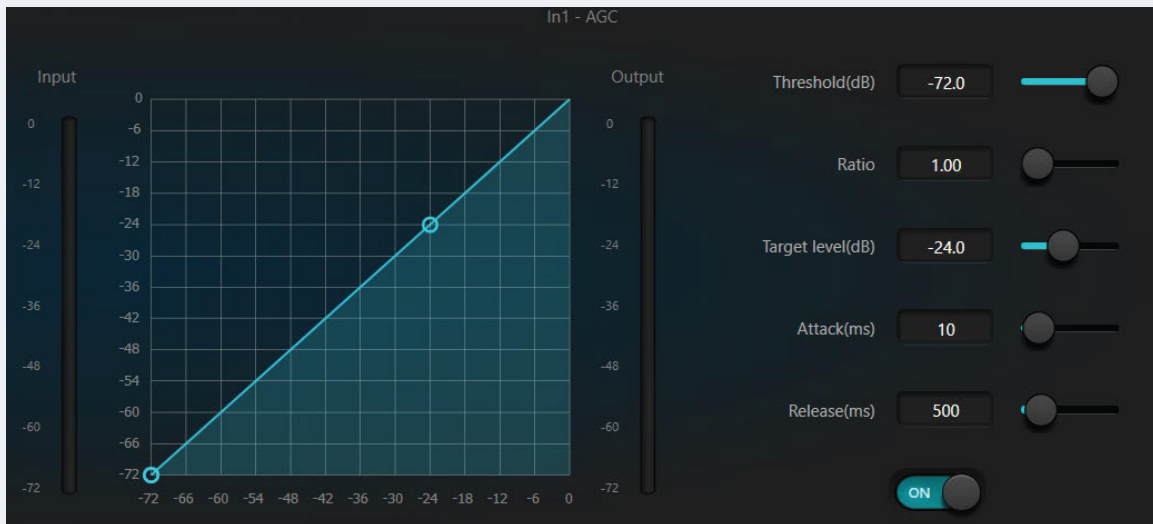 In1 - AGC
Input
0
-12
-24
-36
-48
-60
-72
0
-6
-12
-18
-24
-30
-36
-42
-48
-54
-60
-66
-72
-72 -66 -60 -54 -48 -42 -36 -30 -24 -18 -12 -6 0
Output
0
-12
-24
-36
-48
-60
-72
Threshold(dB) -72.0
Ratio 1.00
Target level(dB) -24.0
Attack(ms) 10
Release(ms) 500
ON